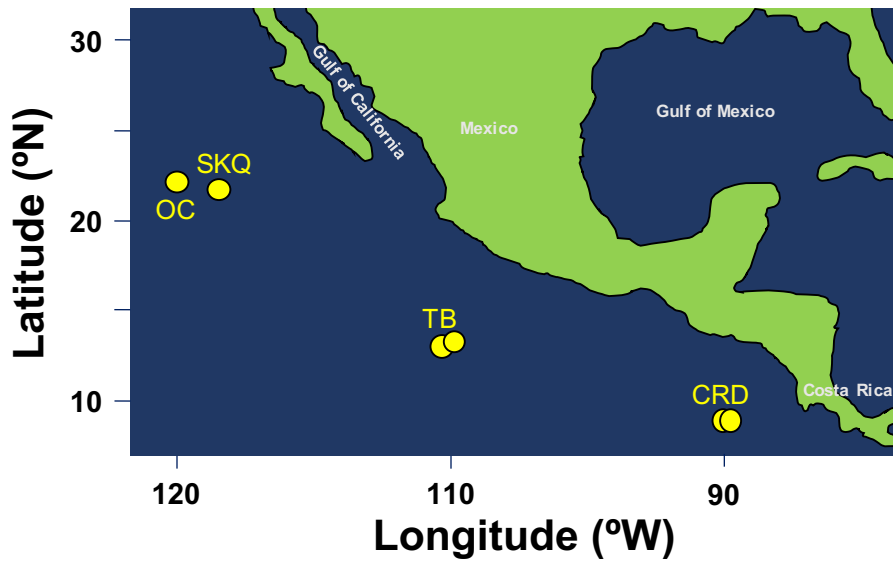 30
20
10
Latitude (ºN)
Gulf of California
Mexico
Gulf of Mexico
SKQ
OC
TB
CRD
Costa Rica
120
110
90
Longitude (ºW)